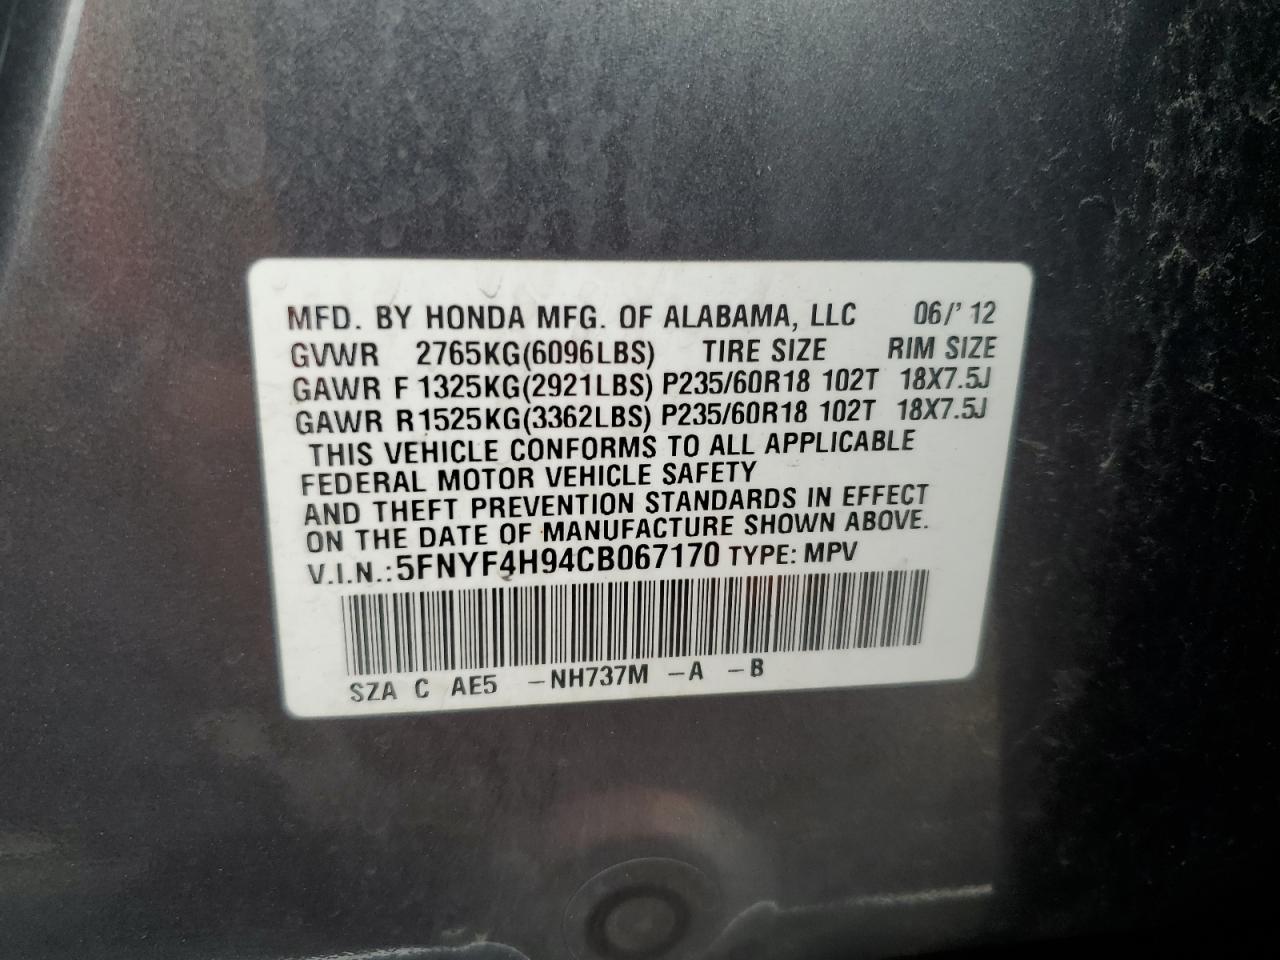 MFD. BY HONDA MFG. OF ALABAMA, LLC 06/' 12
GVWR 2765KG(6096LBS) TIRE SIZE RIM SIZE
GAWR F 1325KG(2921LBS) P235/60R18 102T 18X7.5J
GAWR R 1525KG(3362LBS) P235/60R18 102T 18X7.5J
THIS VEHICLE CONFORMS TO ALL APPLICABLE
FEDERAL MOTOR VEHICLE SAFETY
AND THEFT PREVENTION STANDARDS IN EFFECT
ON THE DATE OF MANUFACTURE SHOWN ABOVE.
V.I.N.: 5FNYF4H94CB067170 TYPE: MPV
SZA C AE5 -NH737M -A -B